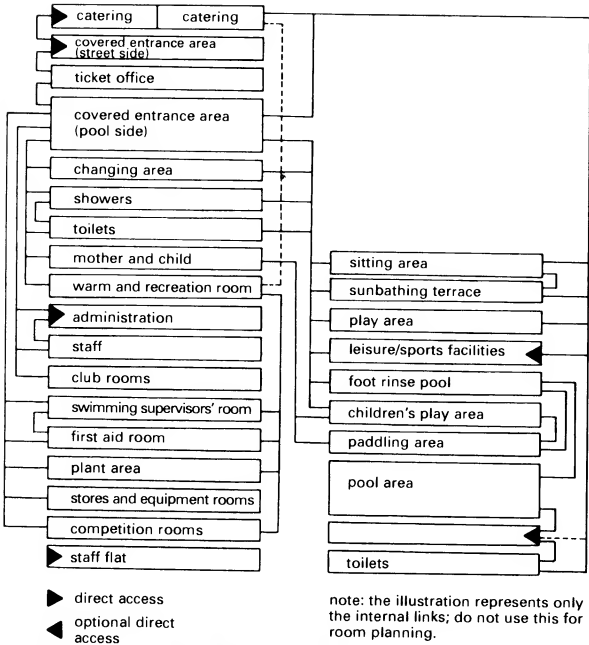 catering
catering
covered entrance area
(street side)
ticket office
covered entrance area
(pool side)
changing area
showers
toilets
mother and child
warm and recreation room
administration
staff
club rooms
swimming supervisors' room
first aid room
plant area
stores and equipment rooms
competition rooms
staff flat
direct access
optional direct
access
sitting area
sunbathing terrace
play area
leisure/sports facilities
foot rinse pool
children's play area
paddling area
pool area
toilets
note: the illustration represents only
the internal links; do not use this for
room planning.